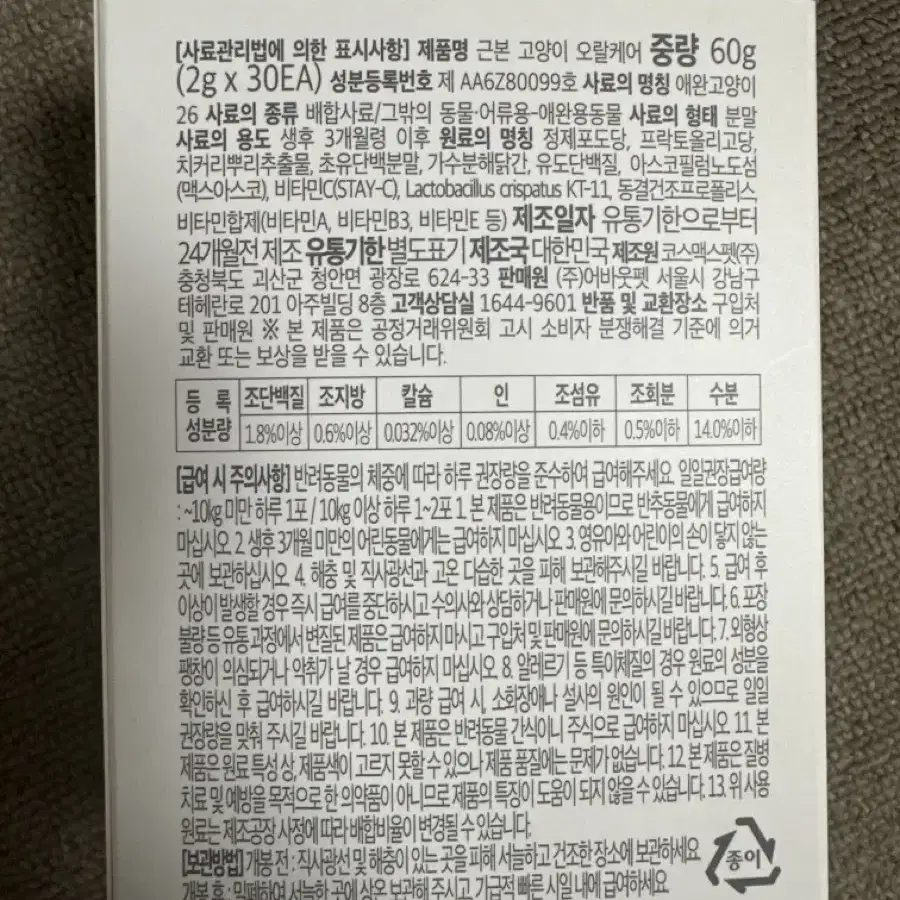 [사료관리법에 의한 표시사항] 제품명 근본 고양이 오랄케어 중량 60g
(2g x 30EA) 성분등록번호 제 AA6Z80099호 사료의 명칭 애완고양이
26 사료의 종류 배합사료/그밖의 동물·어류용-애완용동물 사료의 형태 분말
사료의 용도 생후 3개월령 이후 원료의 명칭 정제포도당, 프락토올리고당,
치커리뿌리추출물, 초유단백분말, 가수분해닭간, 유도단백질, 아스코필럼노도섬
(맥스아스코), 비타민C(STAY-C), Lactobacillus crispatus KT-11, 동결건조프로폴리스,
비타민합제(비타민A, 비타민B3, 비타민E 등) 제조일자 유통기한으로부터
24개월전 제조 유통기한 별도표기 제조국 대한민국 제조원 코스맥스펫(주)
충청북도 괴산군 청안면 광장로 624-33 판매원 (주)어바웃펫 서울시 강남구
테헤란로 201 아주빌딩 8층 고객상담실 1644-9601 반품 및 교환장소 구입처
및 판매원 ※ 본 제품은 공정거래위원회 고시 소비자 분쟁해결 기준에 의거
교환 또는 보상을 받을 수 있습니다.
등 록 성분량 조단백질 조지방 칼슘 인 조섬유 조회분 수분
1.8%이상 0.6%이상 0.032%이상 0.08%이상 0.4%이하 0.5%이하 14.0%이하
[급여 시 주의사항] 반려동물의 체중에 따라 하루 권장량을 준수하여 급여해주세요. 일일권장급여량
: ~10kg 미만 하루 1포 / 10kg 이상 하루 1~2포 1. 본 제품은 반려동물용이므로 반추동물에게 급여하지
마십시오. 2. 생후 3개월 미만의 어린동물에게는 급여하지 마십시오. 3. 영유아와 어린이의 손이 닿지 않는
곳에 보관하십시오. 4. 해충 및 직사광선과 고온 다습한 곳을 피해 보관해주시길 바랍니다. 5. 급여 후
이상이 발생할 경우 즉시 급여를 중단하시고 수의사와 상담하거나 판매원에 문의하시길 바랍니다. 6. 포장
불량 등 유통 과정에서 변질된 제품은 급여하지 마시고 구입처 및 판매원에 문의하시길 바랍니다. 7. 외형상
팽창이 의심되거나 악취가 날 경우 급여하지 마십시오. 8. 알레르기 등 특이체질의 경우 원료의 성분을
확인하신 후 급여하시길 바랍니다. 9. 과량 급여 시, 소화장애나 설사의 원인이 될 수 있으므로 일일
권장량을 맞춰 주시길 바랍니다. 10. 본 제품은 반려동물 간식이니 주식으로 급여하지 마십시오. 11. 본
제품은 원료 특성 상, 제품색이 고르지 못할 수 있으나 제품 품질에는 문제가 없습니다. 12. 본 제품은 질병
치료 및 예방을 목적으로 한 의약품이 아니므로 제품의 특징이 도움이 되지 않을 수 있습니다. 13. 위 사용
원료는 제조공장 사정에 따라 배합비율이 변경될 수 있습니다.
[보관방법] 개봉 전 : 직사광선 및 해충이 있는 곳을 피해 서늘하고 건조한 장소에 보관하세요.
개봉 후 : 밀폐하여 서늘한 곳에 상온 보관해 주시고, 가급적 빠른 시일 내에 급여하세요.
종이